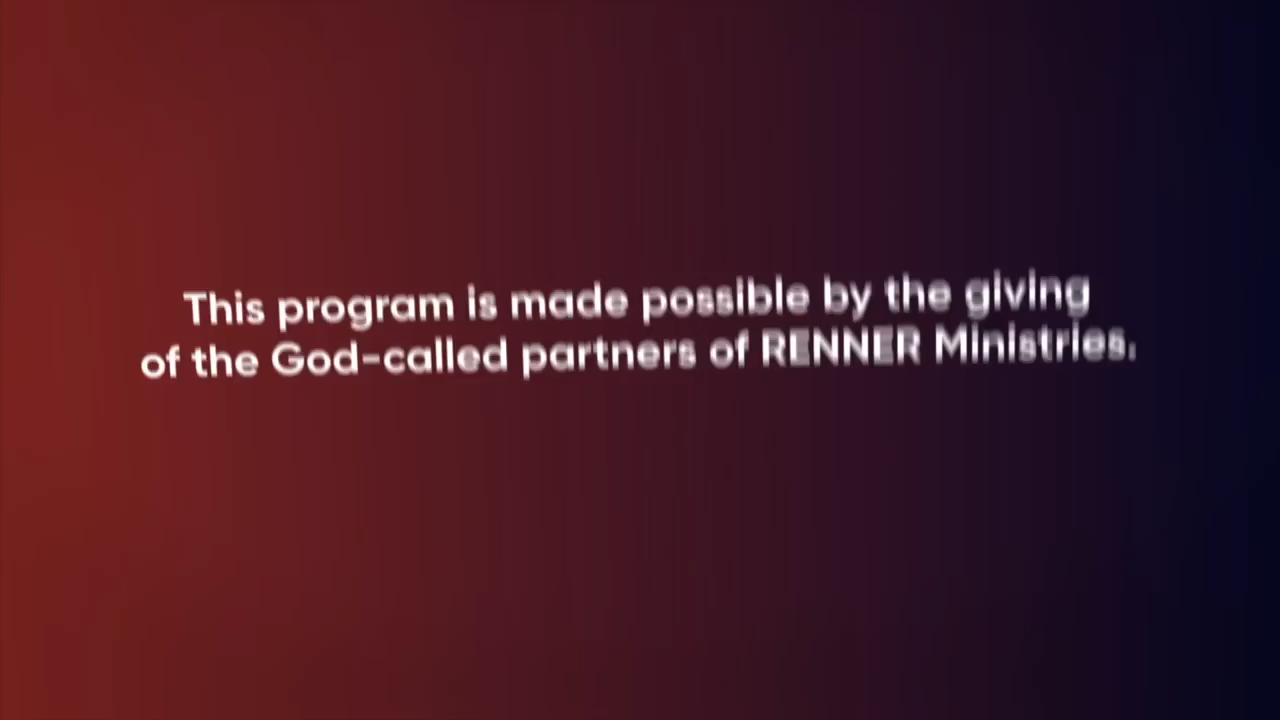 This program is made possible by the giving
of the God-called partners of RENNER Ministries.